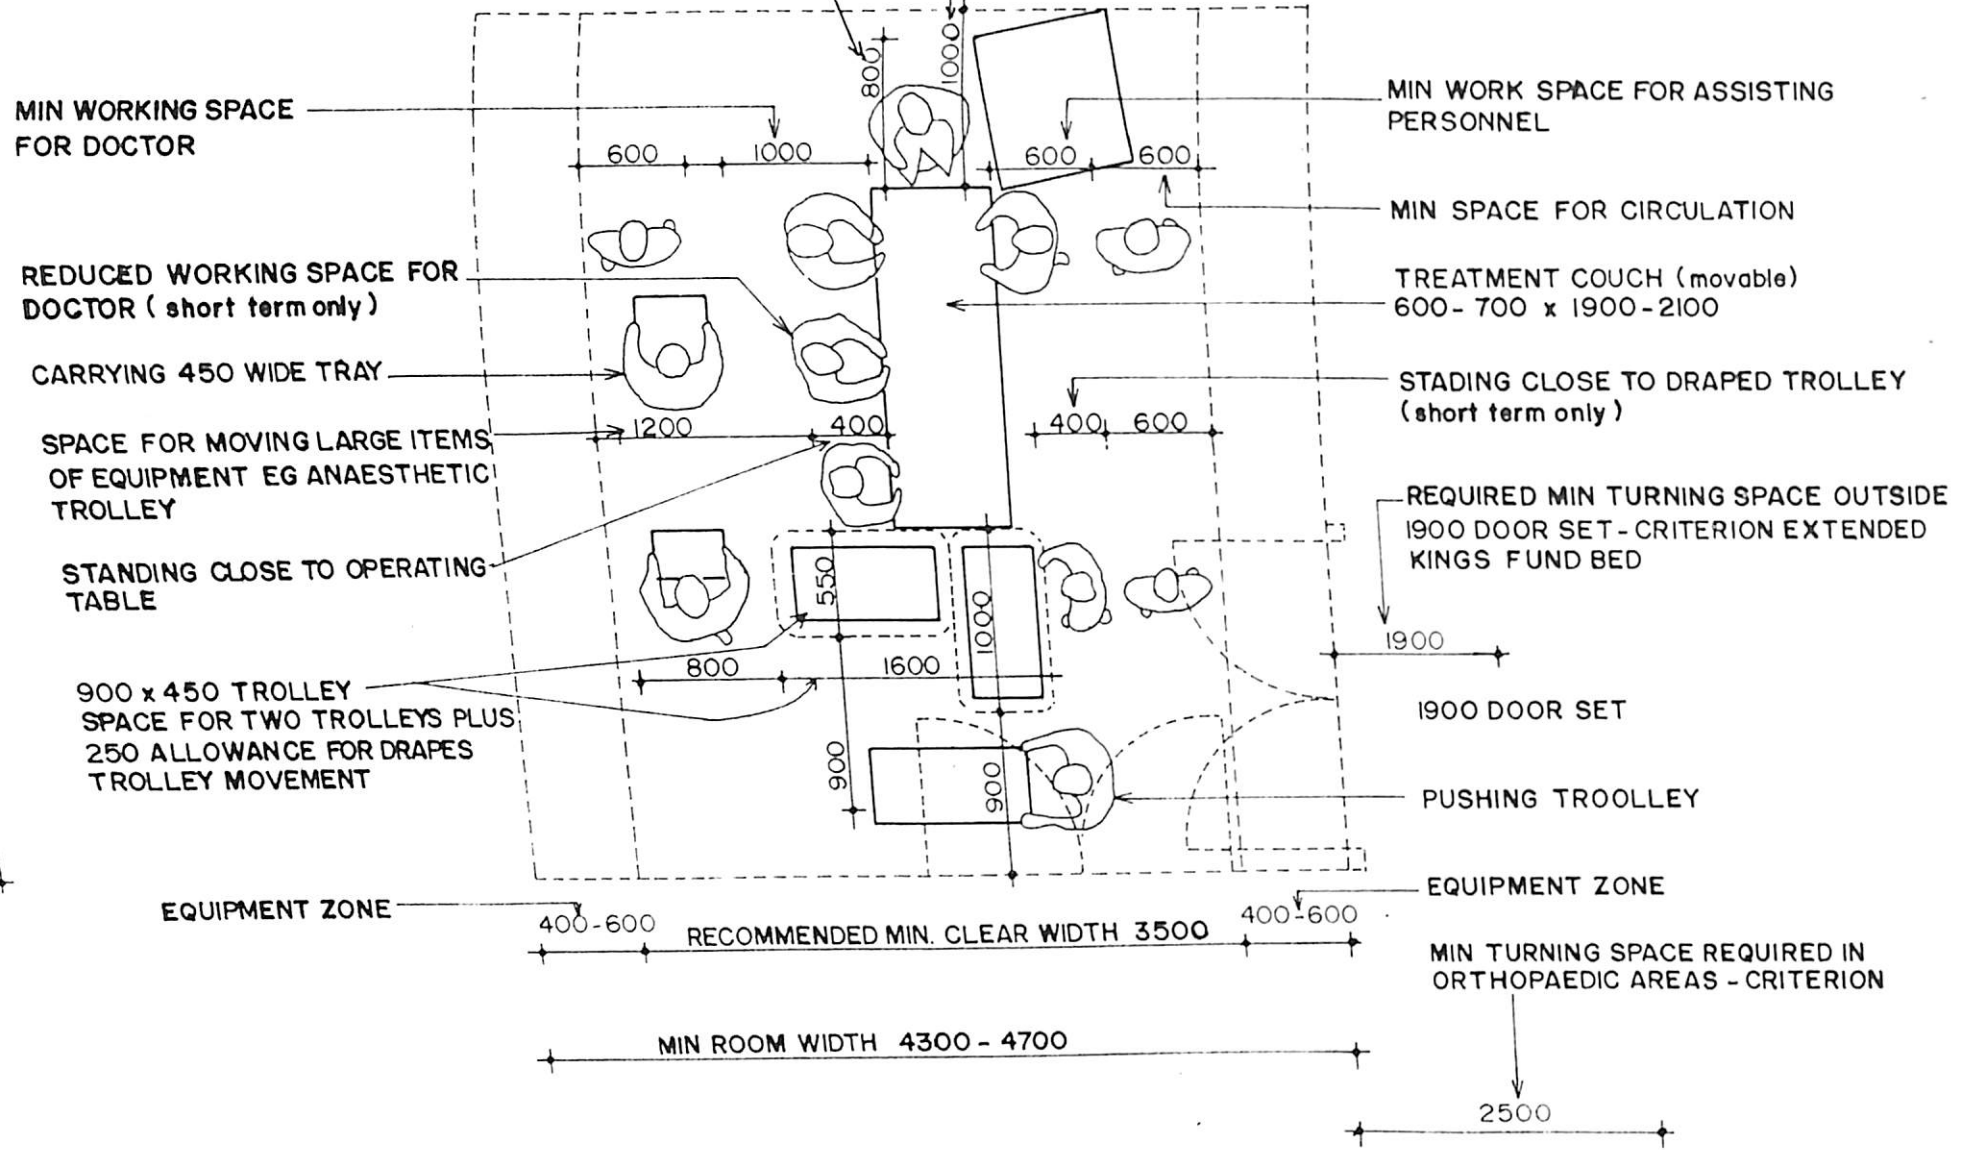 800
1000
MIN WORKING SPACE
FOR DOCTOR
600
1000
600
600
MIN WORK SPACE FOR ASSISTING
PERSONNEL
MIN SPACE FOR CIRCULATION
REDUCED WORKING SPACE FOR
DOCTOR ( short term only )
TREATMENT COUCH (movable)
600- 700 x 1900-2100
CARRYING 450 WIDE TRAY
STADING CLOSE TO DRAPED TROLLEY
(short term only )
1200
400
400
600
SPACE FOR MOVING LARGE ITEMS
OF EQUIPMENT EG ANAESTHETIC
TROLLEY
REQUIRED MIN TURNING SPACE OUTSIDE
1900 DOOR SET-CRITERION EXTENDED
KINGS FUND BED
STANDING CLOSE TO OPERATING
TABLE
550
1000
1900
800
1600
900 x 450 TROLLEY
SPACE FOR TWO TROLLEYS PLUS
250 ALLOWANCE FOR DRAPES
TROLLEY MOVEMENT
1900 DOOR SET
900
900
PUSHING TROOLLEY
EQUIPMENT ZONE
EQUIPMENT ZONE
400-600
RECOMMENDED MIN. CLEAR WIDTH 3500
400-600
MIN TURNING SPACE REQUIRED IN
ORTHOPAEDIC AREAS - CRITERION
MIN ROOM WIDTH 4300 - 4700
2500